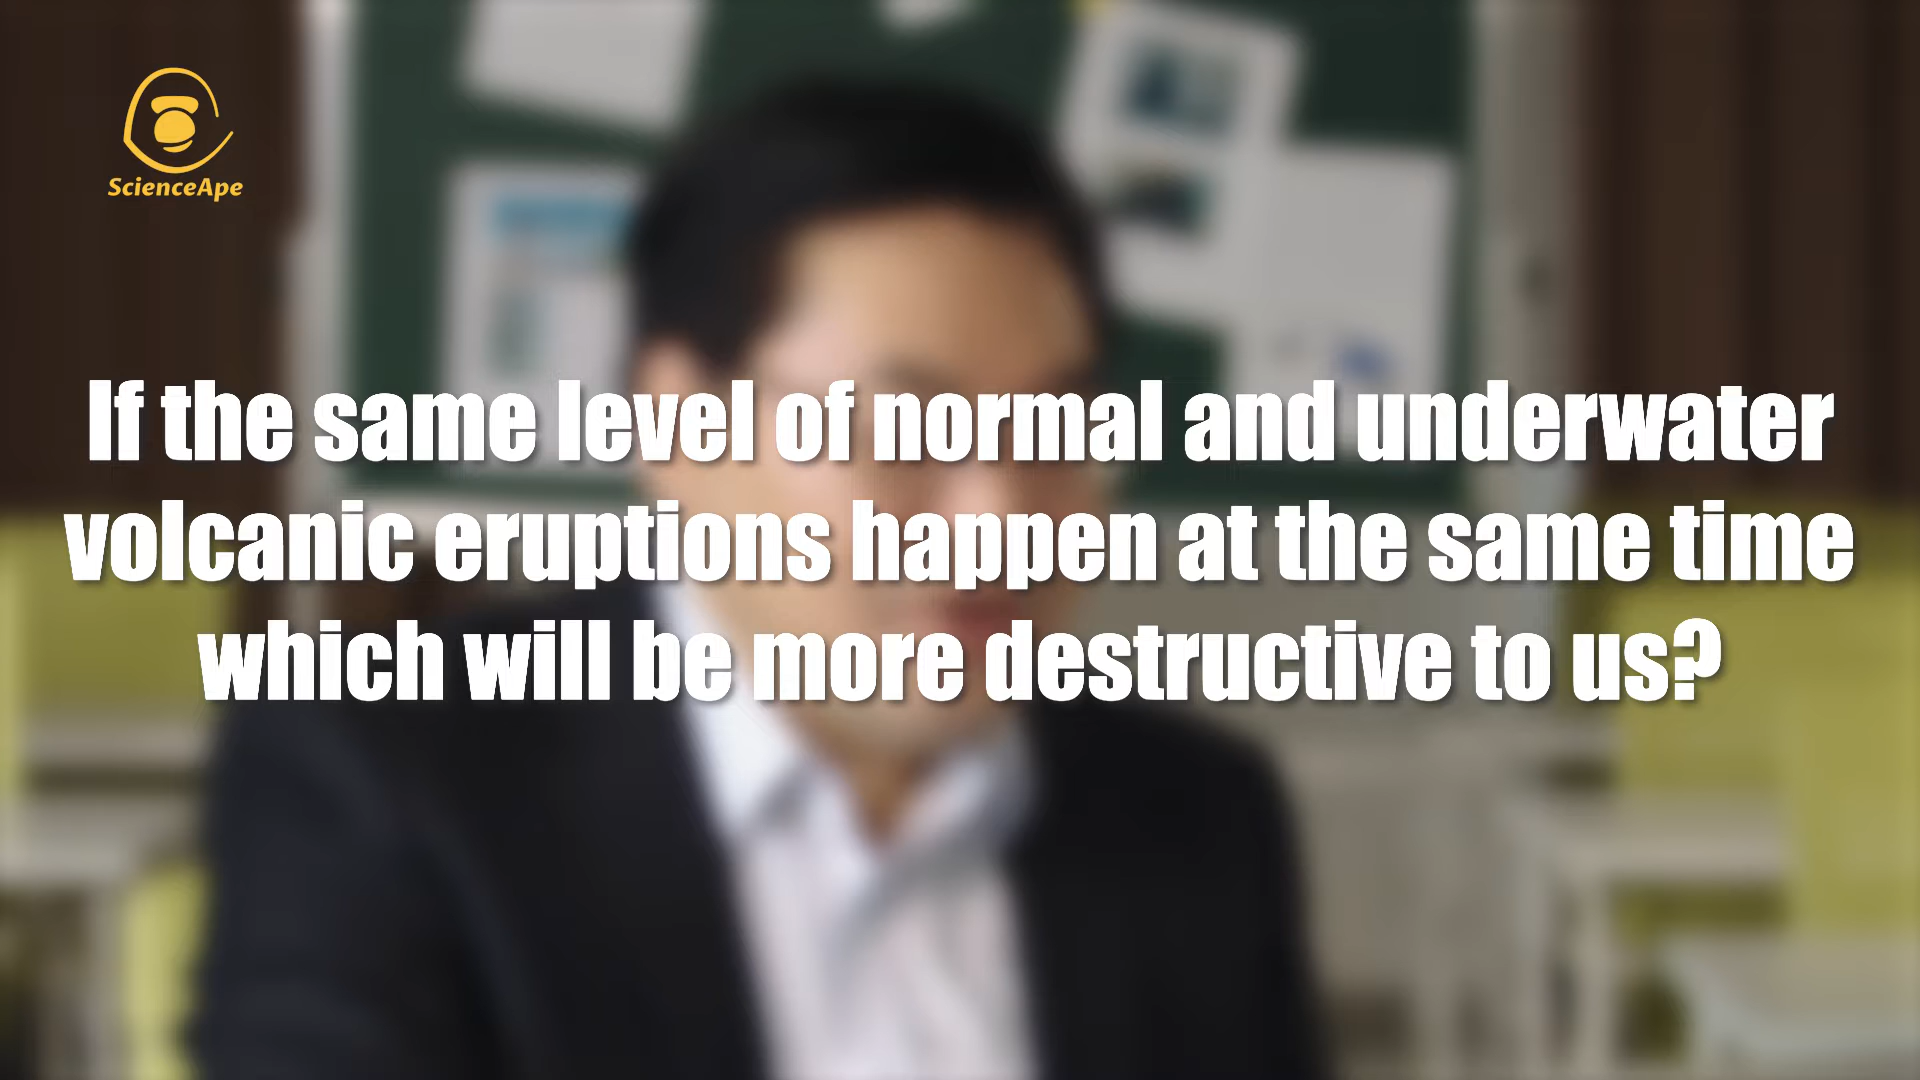 ScienceApe
If the same level of normal and underwater
volcanic eruptions happen at the same time
which will be more destructive to us?